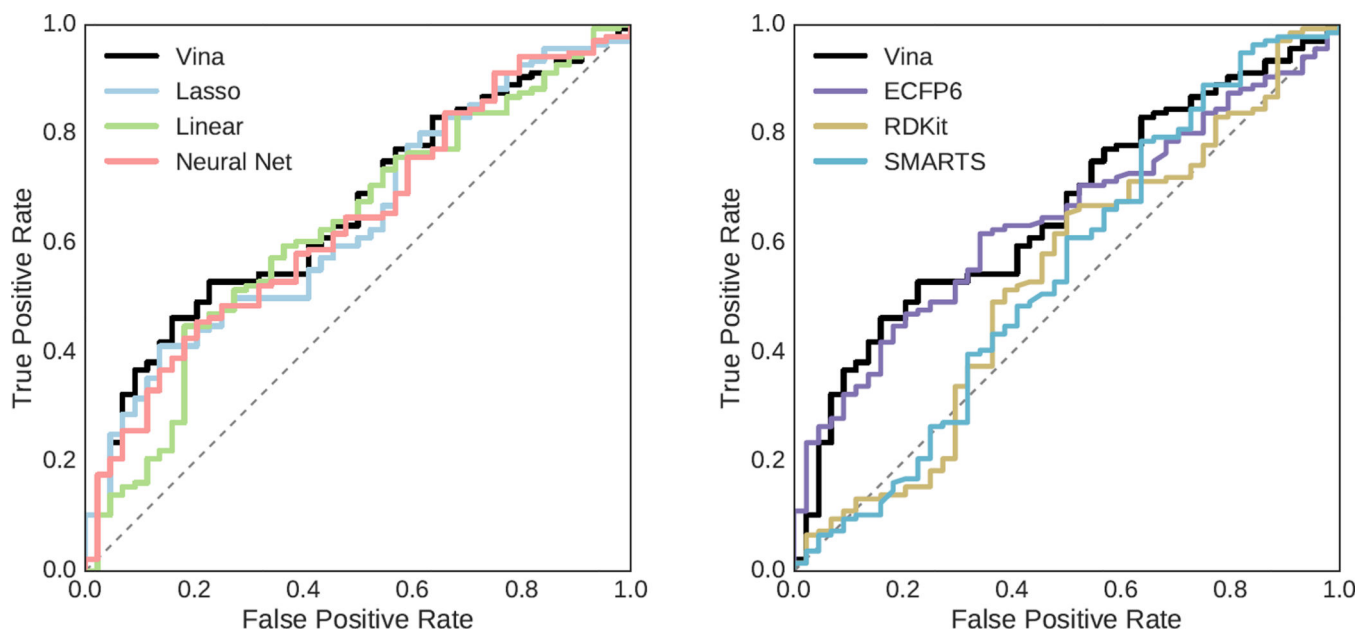 1.0
0.8
0.6
0.4
0.2
0.0
True Positive Rate
Vina
Lasso
Linear
Neural Net
0.0 0.2 0.4 0.6 0.8 1.0
False Positive Rate
1.0
0.8
0.6
0.4
0.2
0.0
True Positive Rate
Vina
ECFP6
RDKit
SMARTS
0.0 0.2 0.4 0.6 0.8 1.0
False Positive Rate